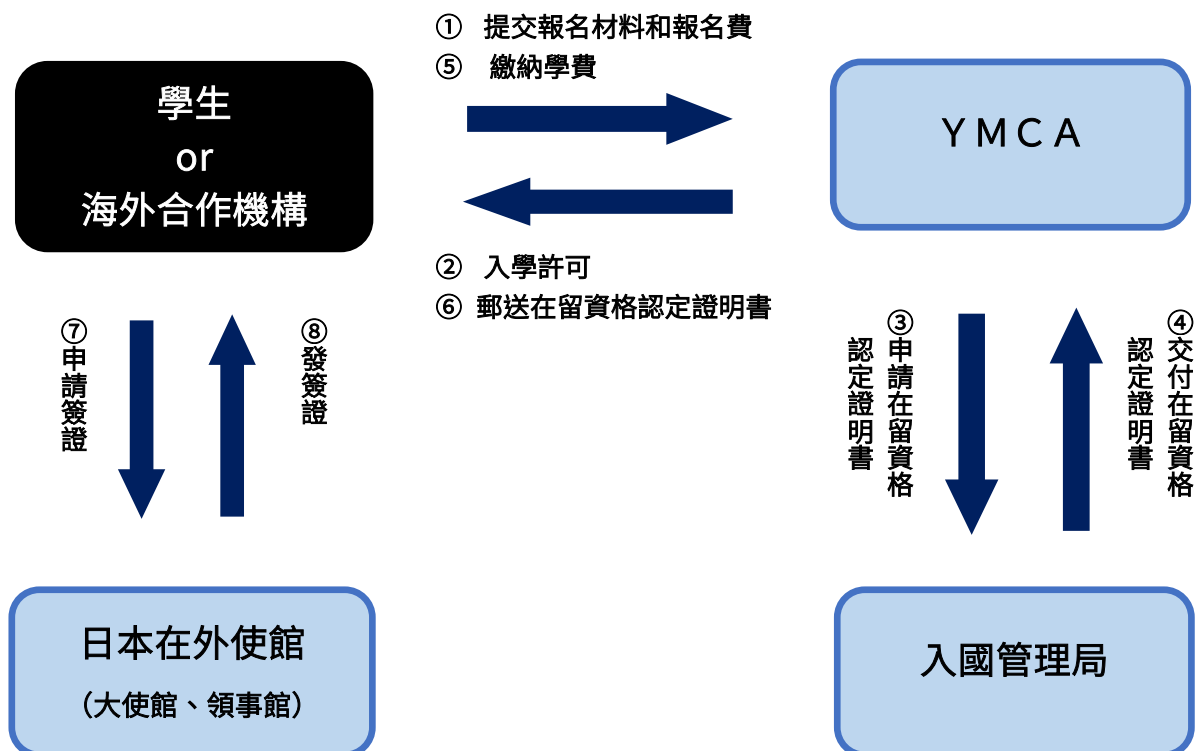 ① 提交報名材料和報名費
⑤ 繳納學費
學生
or
海外合作機構
ＹＭＣＡ
② 入學許可
⑥ 郵送在留資格認定證明書
⑦申請簽證
⑧發簽證
③申請在留資格
認定證明書
④交付在留資格
認定證明書
日本在外使館
（大使館、領事館）
入國管理局